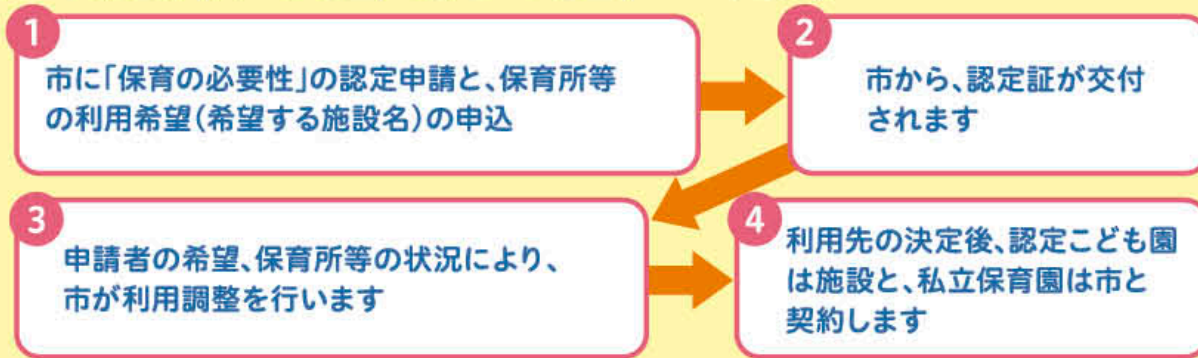 1
市に「保育の必要性」の認定申請と、保育所等
の利用希望(希望する施設名)の申込
2
市から、認定証が交付
されます
3
申請者の希望、保育所等の状況により、
市が利用調整を行います
4
利用先の決定後、認定こども園
は施設と、私立保育園は市と
契約します